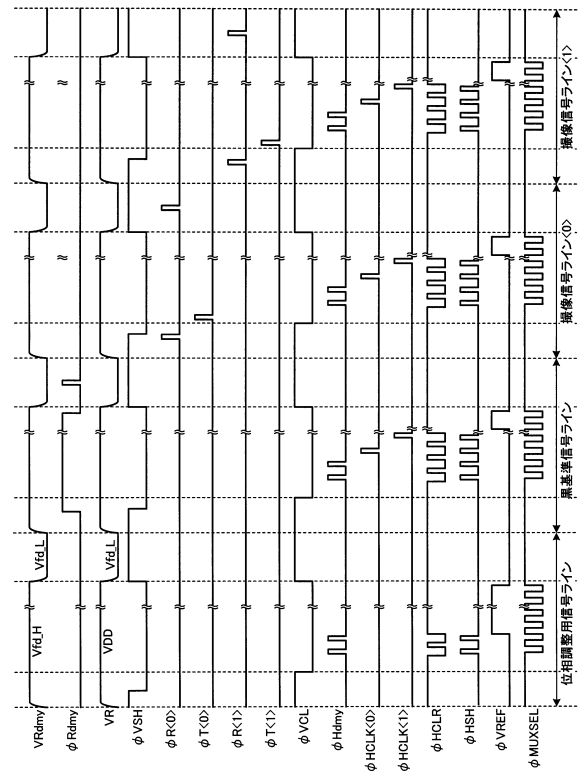 VRdmy
Vfd_H
Vfd_L
φRdmy
VR
VDD
Vfd_L
φVSH
φR<0>
φT<0>
φR<1>
φT<1>
φVCL
φHdmy
φHCLK<0>
φHCLK<1>
φHCLR
φHSH
φVREF
φMUXSEL
位相調整用信号ライン
黒基準信号ライン
撮像信号ライン<0>
撮像信号ライン<1>